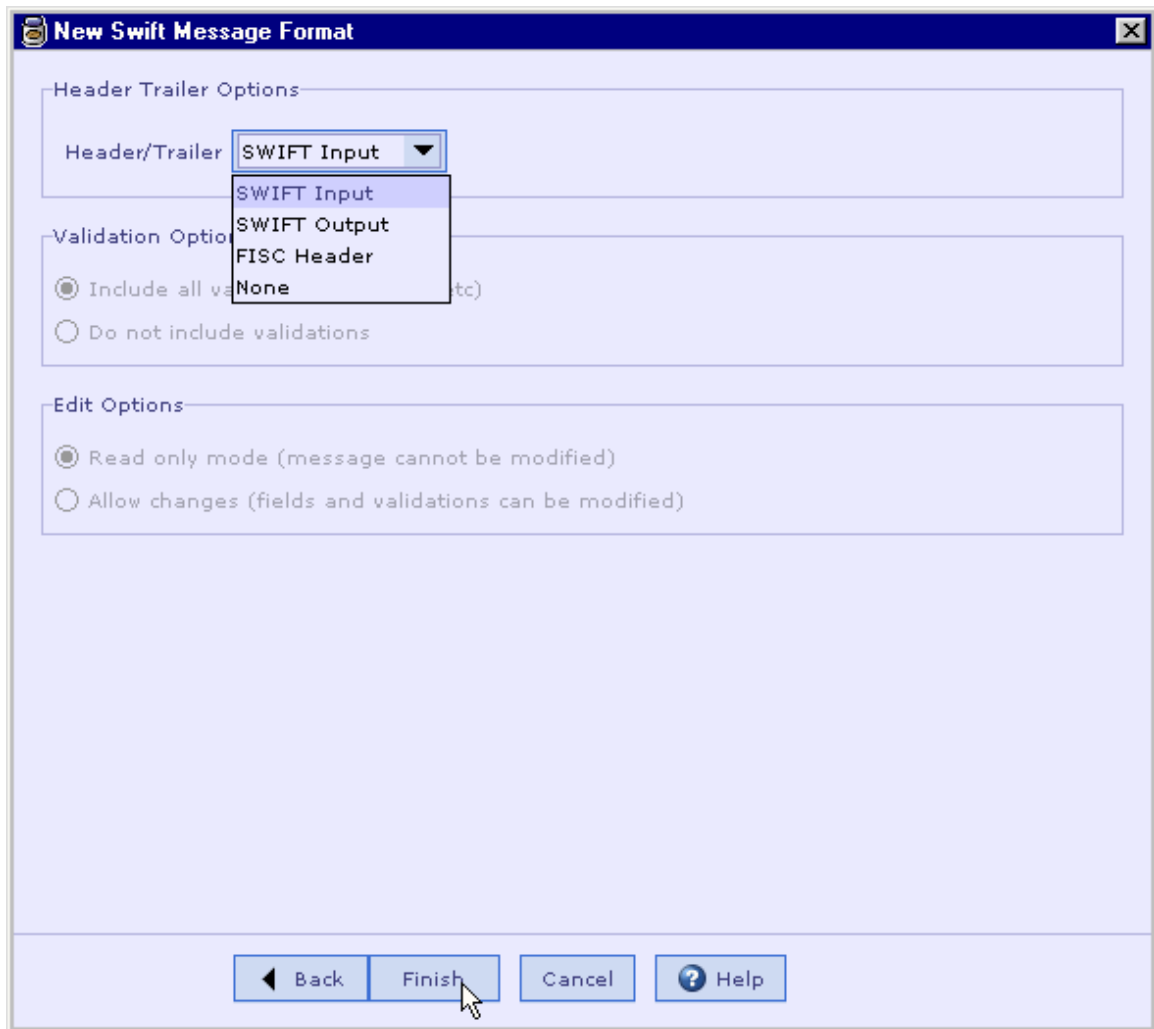 New Swift Message Format
Header Trailer Options
Header/Trailer SWIFT Input
SWIFT Input
SWIFT Output
FISC Header
None
Validation Optio
Include all va etc)
Do not include validations
Edit Options
Read only mode (message cannot be modified)
Allow changes (fields and validations can be modified)
Back Finish Cancel Help